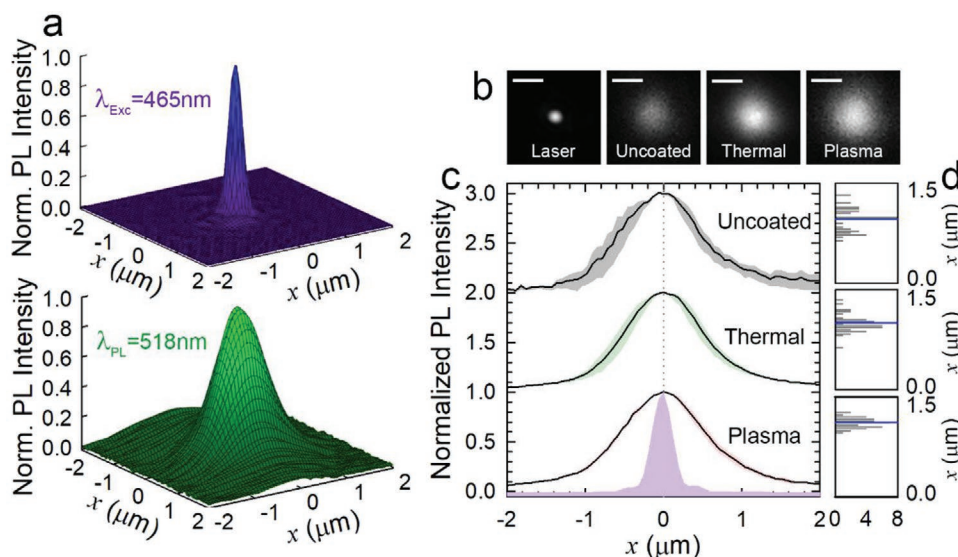 a
1.0
0.8
0.6
0.4
0.2
0.0
Norm. PL Intensity
λExc=465nm
-2
-1
0
1
2
x (μm)
-2
-1
0
1
2
x (μm)
1.0
0.8
0.6
0.4
0.2
0.0
Norm. PL Intensity
λPL=518nm
-2
-1
0
1
2
x (μm)
-2
-1
0
1
2
x (μm)
b
Laser
Uncoated
Thermal
Plasma
c
3.0
2.5
2.0
1.5
1.0
0.5
0.0
Normalized PL Intensity
Uncoated
Thermal
Plasma
-2
-1
0
1
2
x (μm)
d
1.5
0.0
x (μm)
1.5
0.0
x (μm)
1.5
0.0
x (μm)
0 4 8